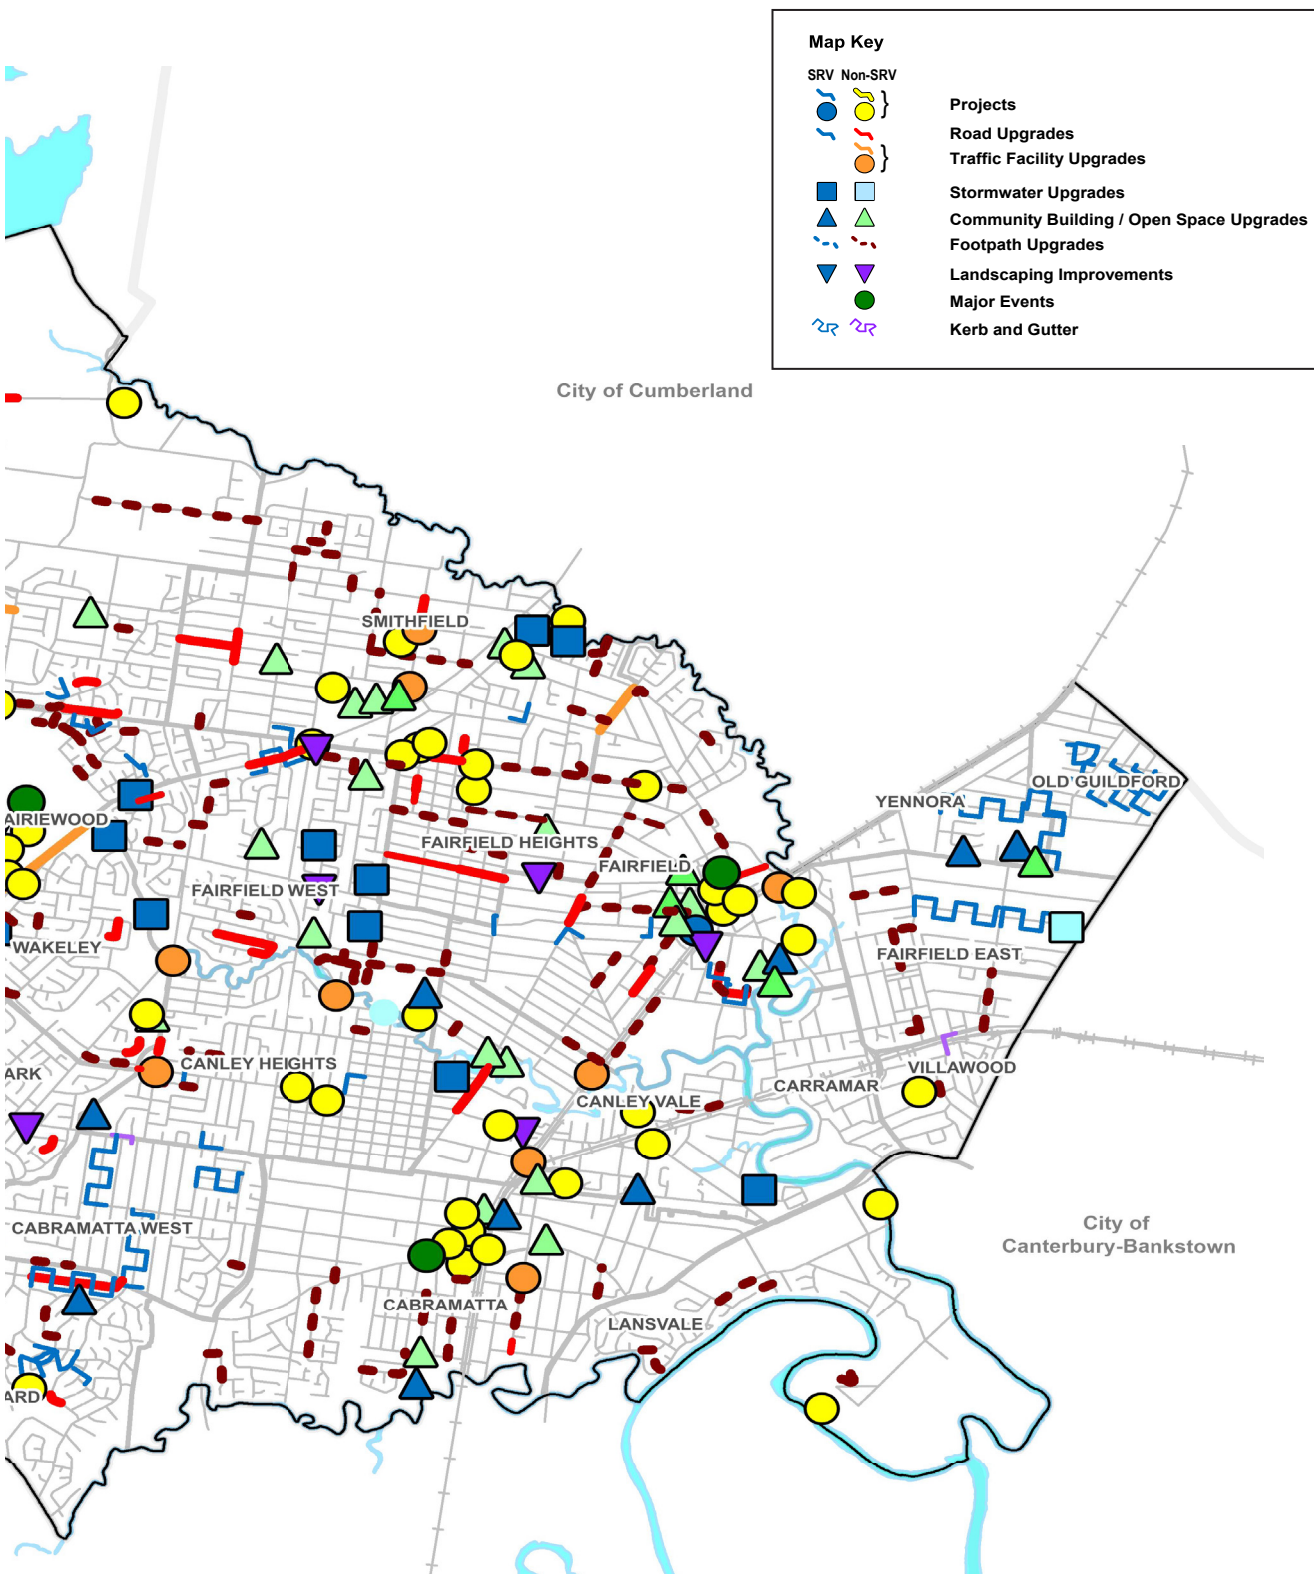 Map Key
SRV Non-SRV
Projects
Road Upgrades
Traffic Facility Upgrades
Stormwater Upgrades
Community Building / Open Space Upgrades
Footpath Upgrades
Landscaping Improvements
Major Events
Kerb and Gutter
City of Cumberland
SMITHFIELD
OLD GUILDFORD
YENNORA
AIRIEWOOD
FAIRFIELD HEIGHTS
FAIRFIELD
FAIRFIELD WEST
WAKELEY
FAIRFIELD EAST
CANLEY HEIGHTS
ARK
VILLAWOOD
CARRAMAR
CANLEY VALE
CABRAMATTA WEST
City of
Canterbury-Bankstown
CABRAMATTA
LANSVALE
ARD